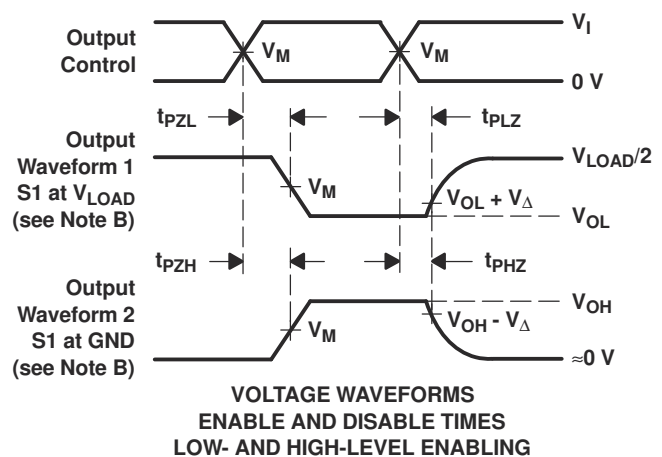 Output
Control
V_M
V_M
V_I
0 V
t_PZL
t_PLZ
Output
Waveform 1
S1 at V_LOAD
(see Note B)
V_M
V_LOAD/2
V_OL + V_Δ
V_OL
t_PZH
t_PHZ
Output
Waveform 2
S1 at GND
(see Note B)
V_M
V_OH
V_OH - V_Δ
≈0 V
VOLTAGE WAVEFORMS
ENABLE AND DISABLE TIMES
LOW- AND HIGH-LEVEL ENABLING